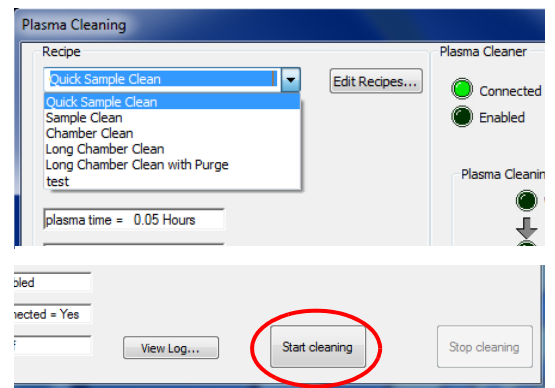 Plasma Cleaning
Recipe
Plasma Cleaner
Quick Sample Clean
Edit Recipes...
Connected
Quick Sample Clean
Sample Clean
Enabled
Chamber Clean
Long Chamber Clean
Long Chamber Clean with Purge
test
Plasma Cleanin
plasma time = 0.05 Hours
bled
nected = Yes
View Log...
Start cleaning
Stop cleaning